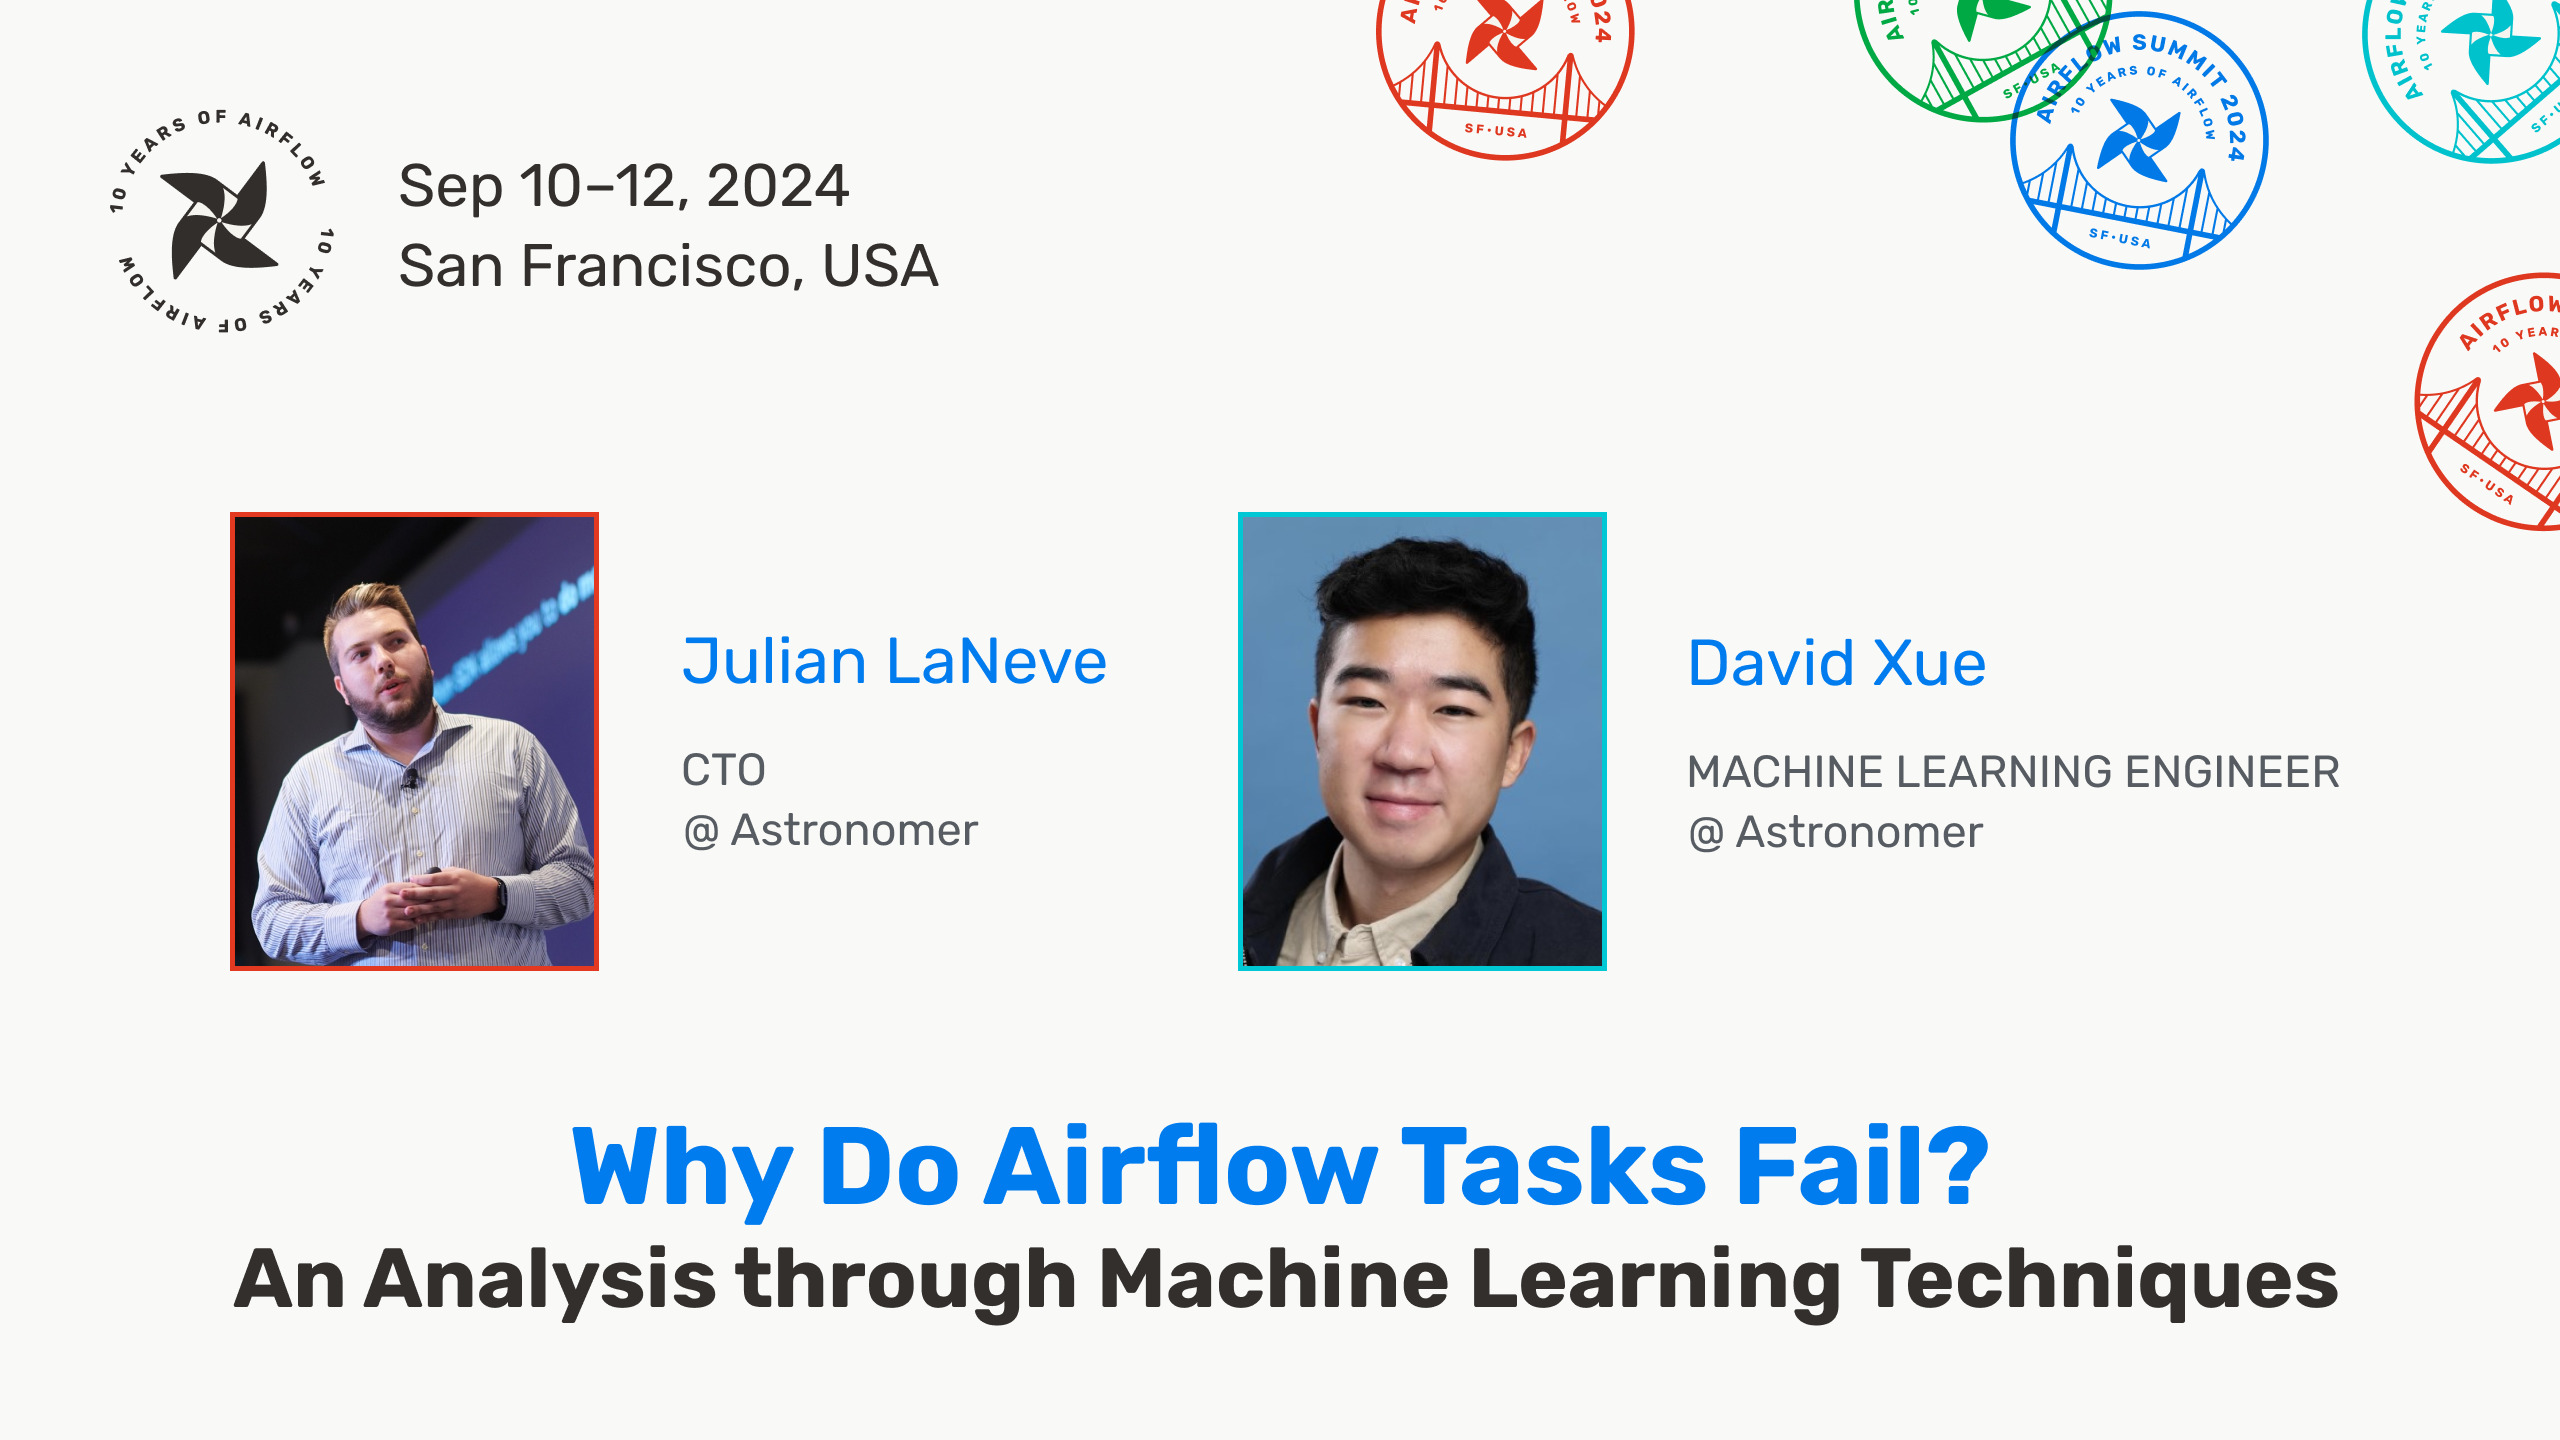 10 YEARS OF AIRFLOW
10 YEARS OF AIRFLOW
Sep 10–12, 2024
San Francisco, USA
SF•USA
SF•USA
AIRFLOW SUMMIT 2024
10 YEARS OF AIRFLOW
SF•USA
AIRFLOW
10 YEARS
AIRFLOW
SF•USA
Julian LaNeve
CTO
@ Astronomer
David Xue
MACHINE LEARNING ENGINEER
@ Astronomer
Why Do Airflow Tasks Fail?
An Analysis through Machine Learning Techniques